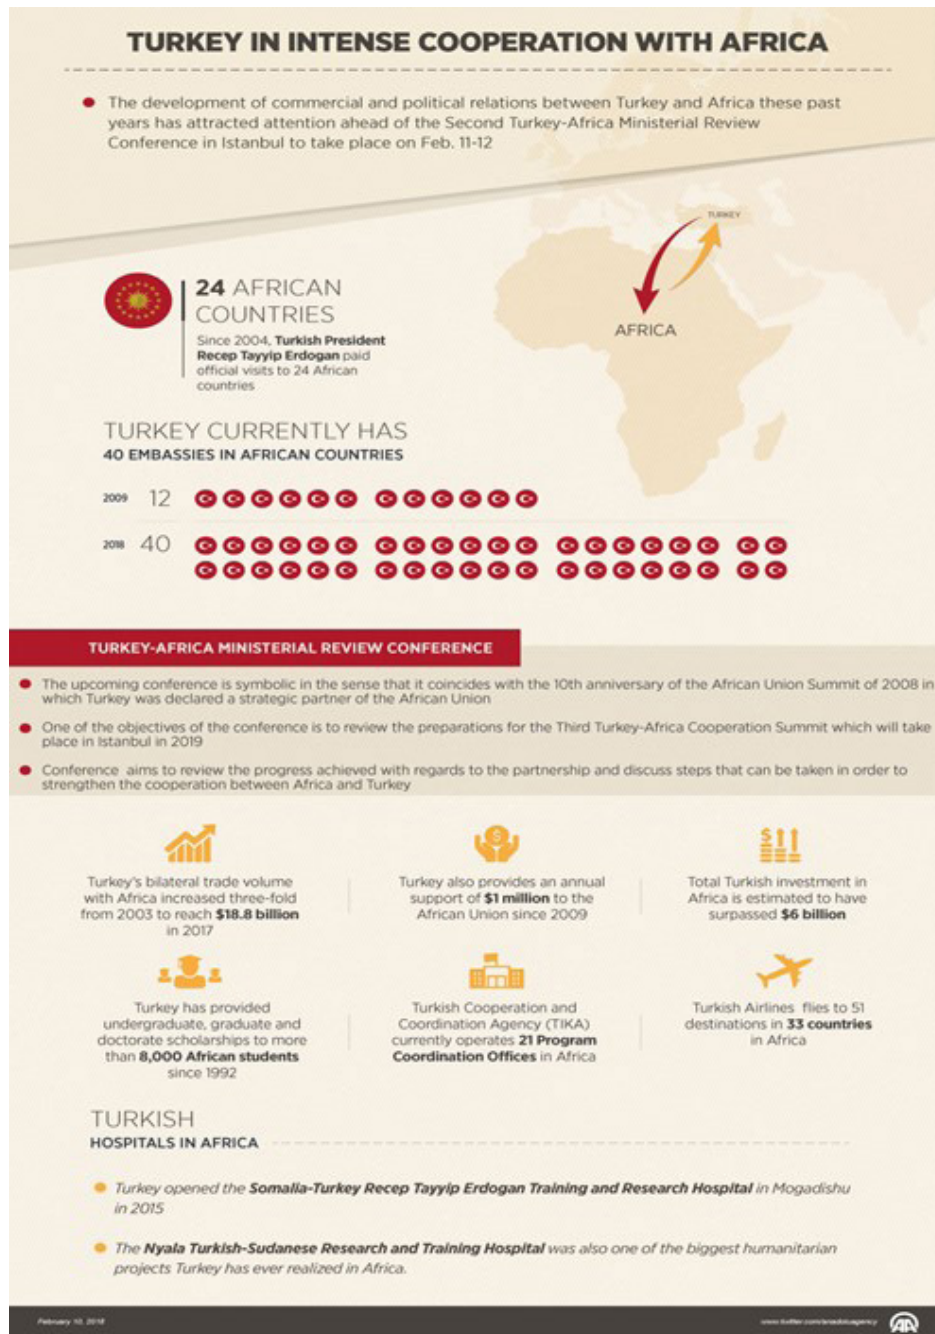 TURKEY IN INTENSE COOPERATION WITH AFRICA
The development of commercial and political relations between Turkey and Africa these past
years has attracted attention ahead of the Second Turkey-Africa Ministerial Review
Conference in Istanbul to take place on Feb. 11-12
TURKEY
AFRICA
24 AFRICAN
COUNTRIES
Since 2004, Turkish President
Recep Tayyip Erdogan paid
official visits to 24 African
countries
TURKEY CURRENTLY HAS
40 EMBASSIES IN AFRICAN COUNTRIES
2009 12
2018 40
TURKEY-AFRICA MINISTERIAL REVIEW CONFERENCE
The upcoming conference is symbolic in the sense that it coincides with the 10th anniversary of the African Union Summit of 2008 in
which Turkey was declared a strategic partner of the African Union
One of the objectives of the conference is to review the preparations for the Third Turkey-Africa Cooperation Summit which will take
place in Istanbul in 2019
Conference aims to review the progress achieved with regards to the partnership and discuss steps that can be taken in order to
strengthen the cooperation between Africa and Turkey
Turkey's bilateral trade volume
with Africa increased three-fold
from 2003 to reach $18.8 billion
in 2017
Turkey also provides an annual
support of $1 million to the
African Union since 2009
Total Turkish investment in
Africa is estimated to have
surpassed $6 billion
Turkey has provided
undergraduate, graduate and
doctorate scholarships to more
than 8,000 African students
since 1992
Turkish Cooperation and
Coordination Agency (TIKA)
currently operates 21 Program
Coordination Offices in Africa
Turkish Airlines flies to 51
destinations in 33 countries
in Africa
TURKISH
HOSPITALS IN AFRICA
Turkey opened the Somalia-Turkey Recep Tayyip Erdogan Training and Research Hospital in Mogadishu
in 2015
The Nyala Turkish-Sudanese Research and Training Hospital was also one of the biggest humanitarian
projects Turkey has ever realized in Africa.
February 10, 2018
www.twitter.com/anadoluagency
AA